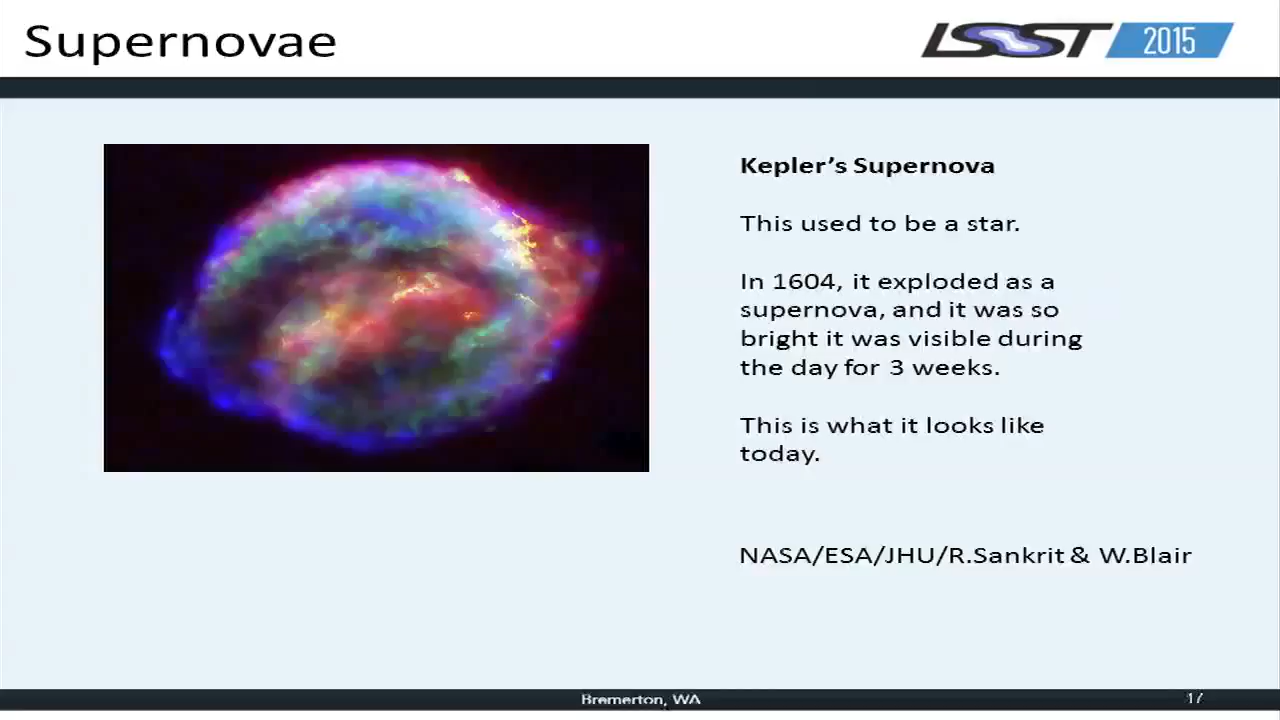 Supernovae
LSST 2015
Kepler’s Supernova
This used to be a star.
In 1604, it exploded as a
supernova, and it was so
bright it was visible during
the day for 3 weeks.
This is what it looks like
today.
NASA/ESA/JHU/R.Sankrit & W.Blair
Bremerton, WA
17